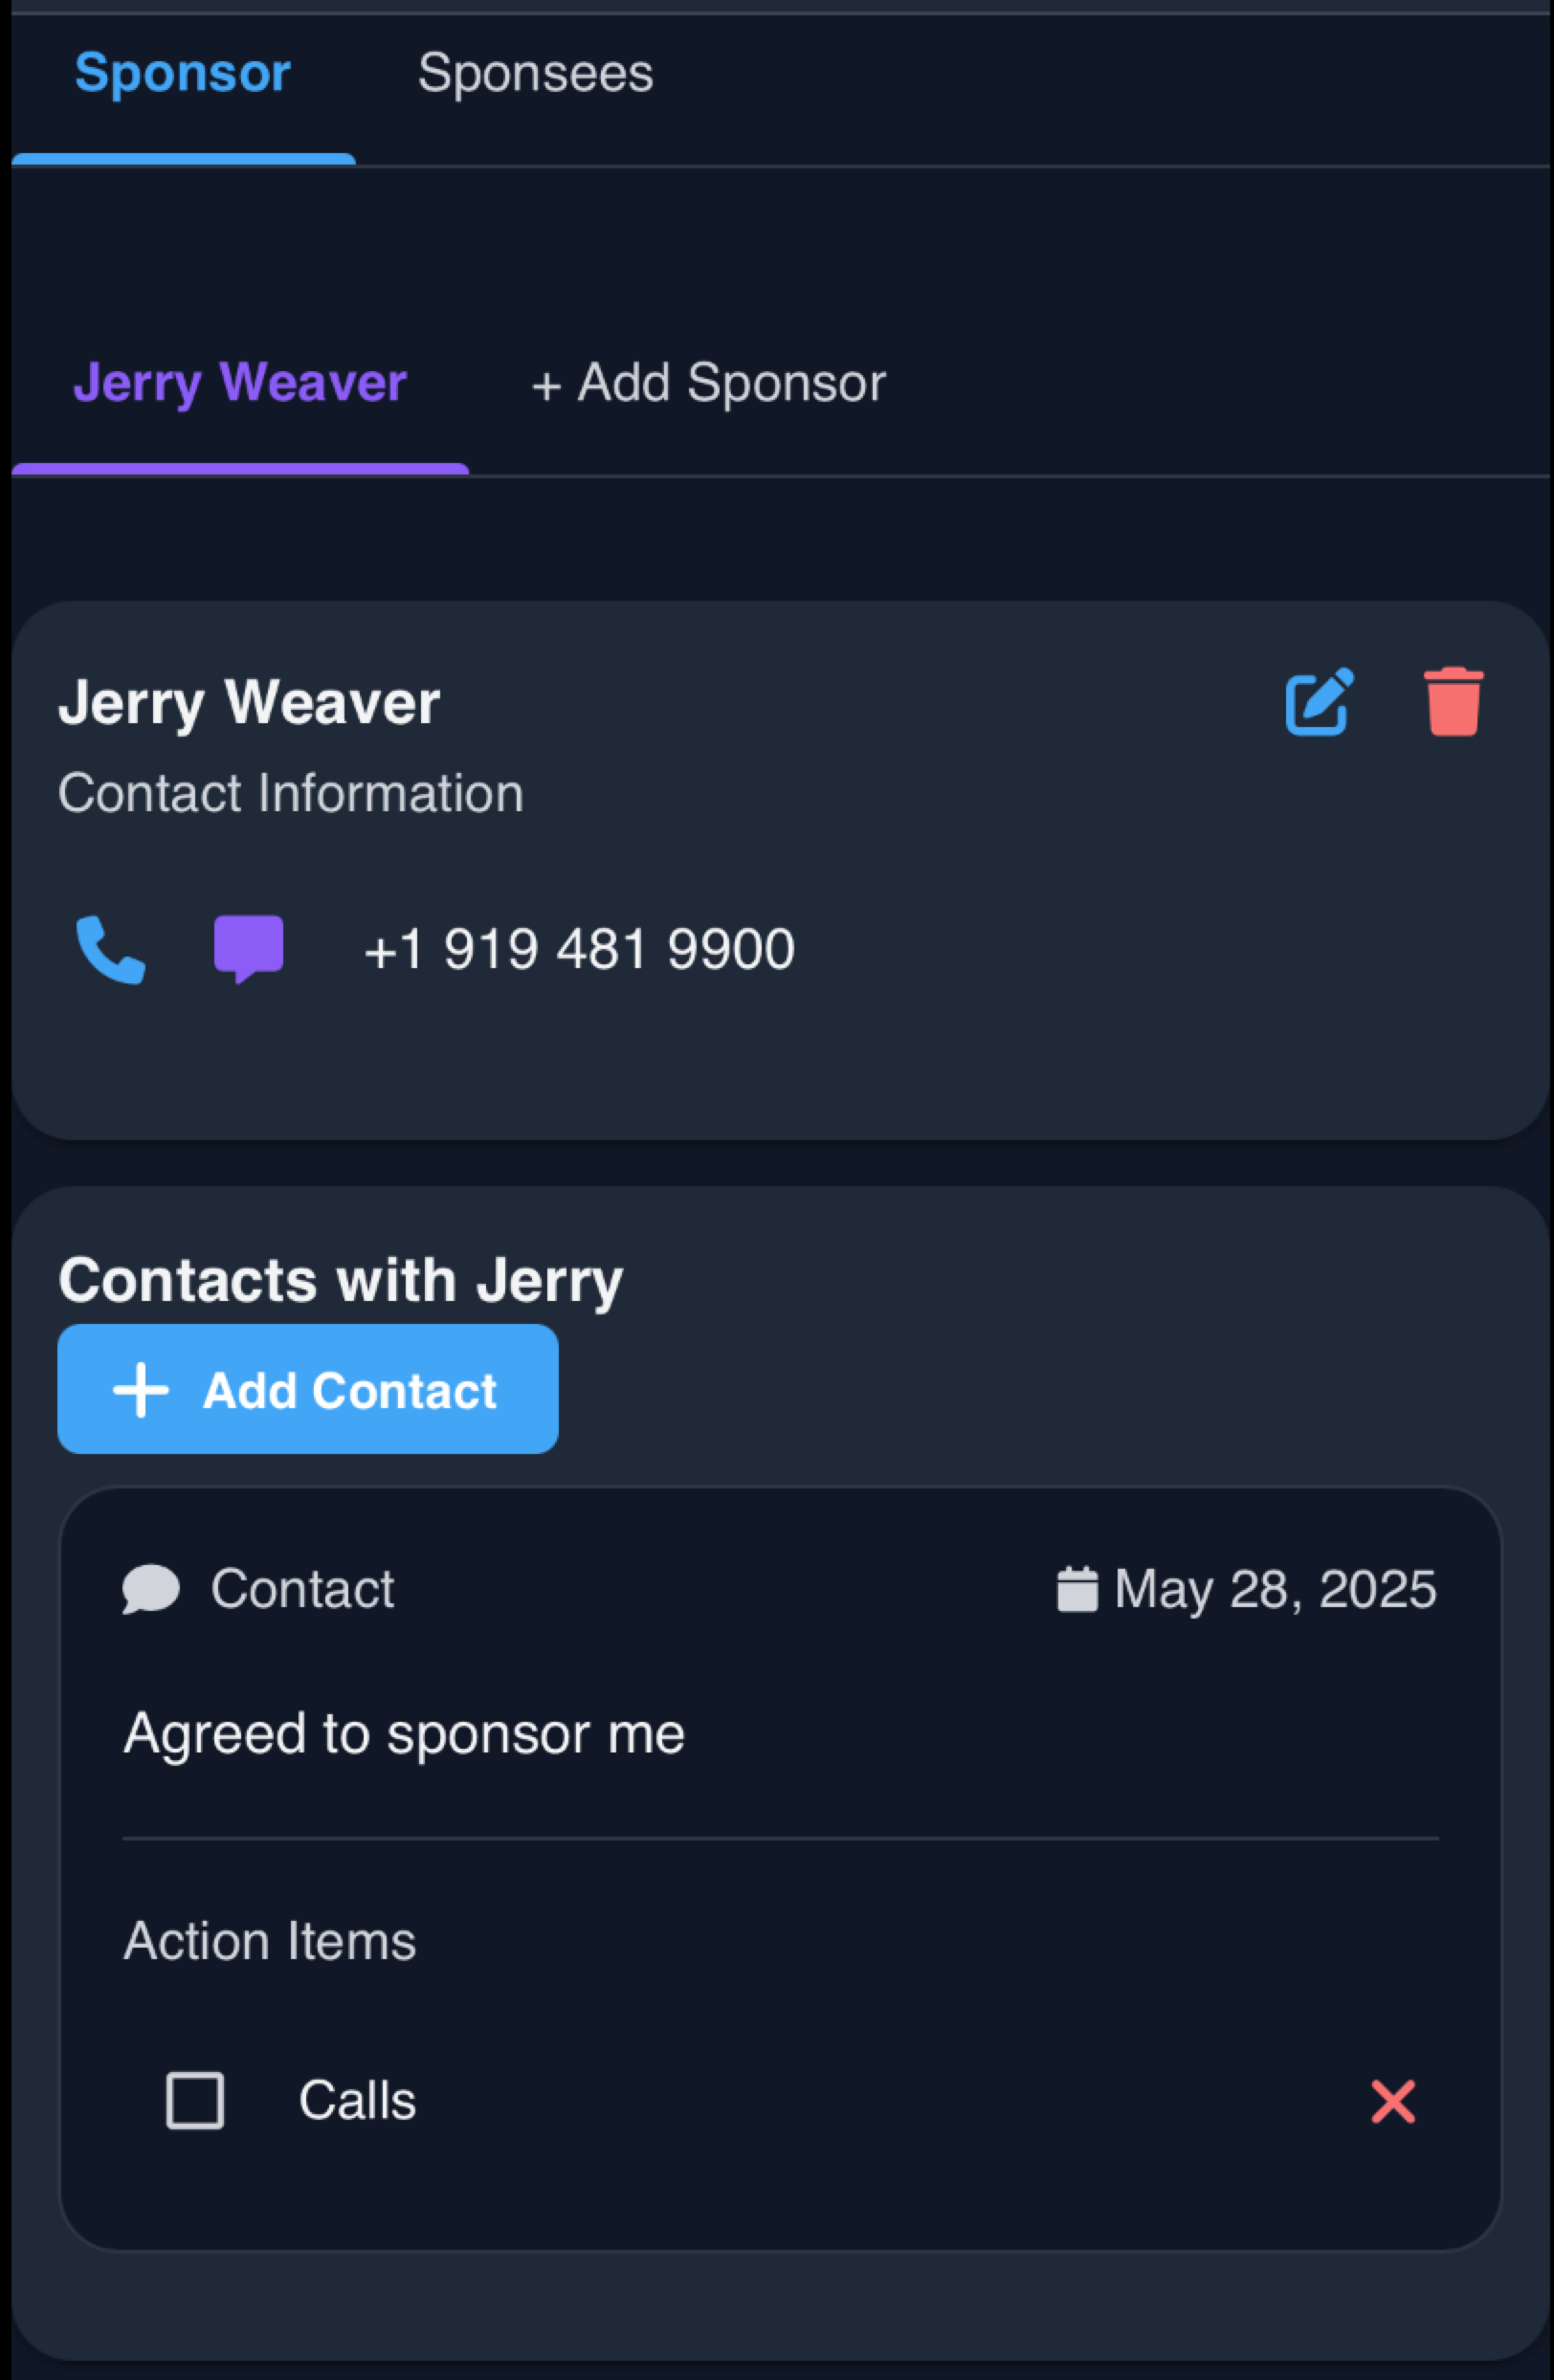 Sponsor Sponsees
Jerry Weaver + Add Sponsor
Jerry Weaver
Contact Information
+1 919 481 9900
Contacts with Jerry
+ Add Contact
Contact May 28, 2025
Agreed to sponsor me
Action Items
Calls